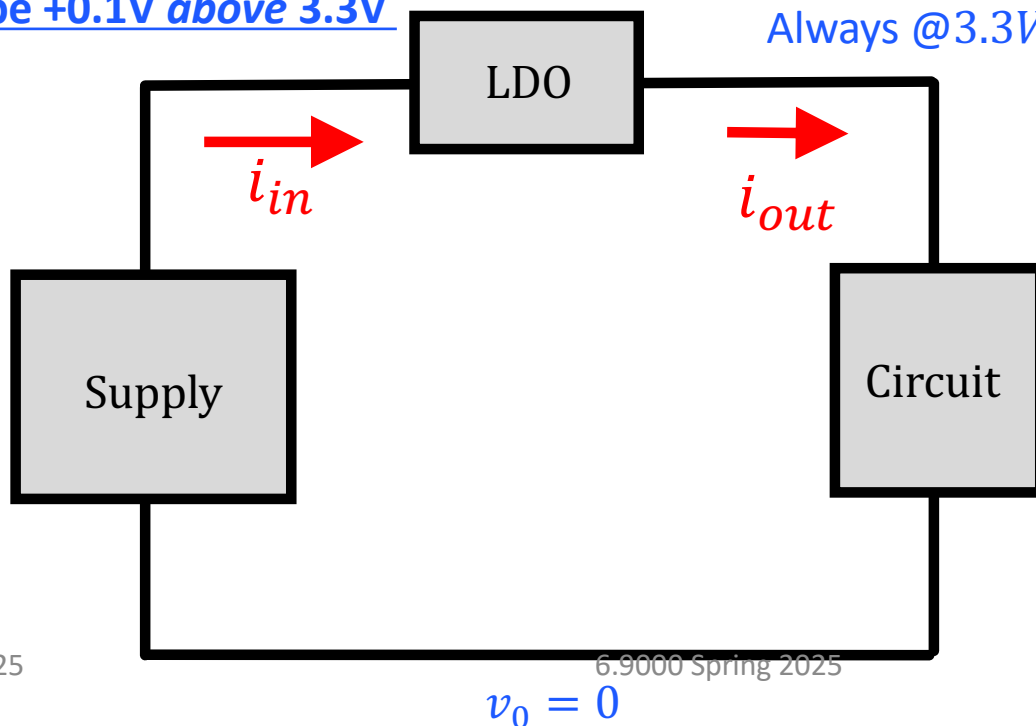 be +0.1V above 3.3V
Always @3.3V
LDO
i_in
i_out
Supply
Circuit
25
6.9000 Spring 2025
v_0 = 0